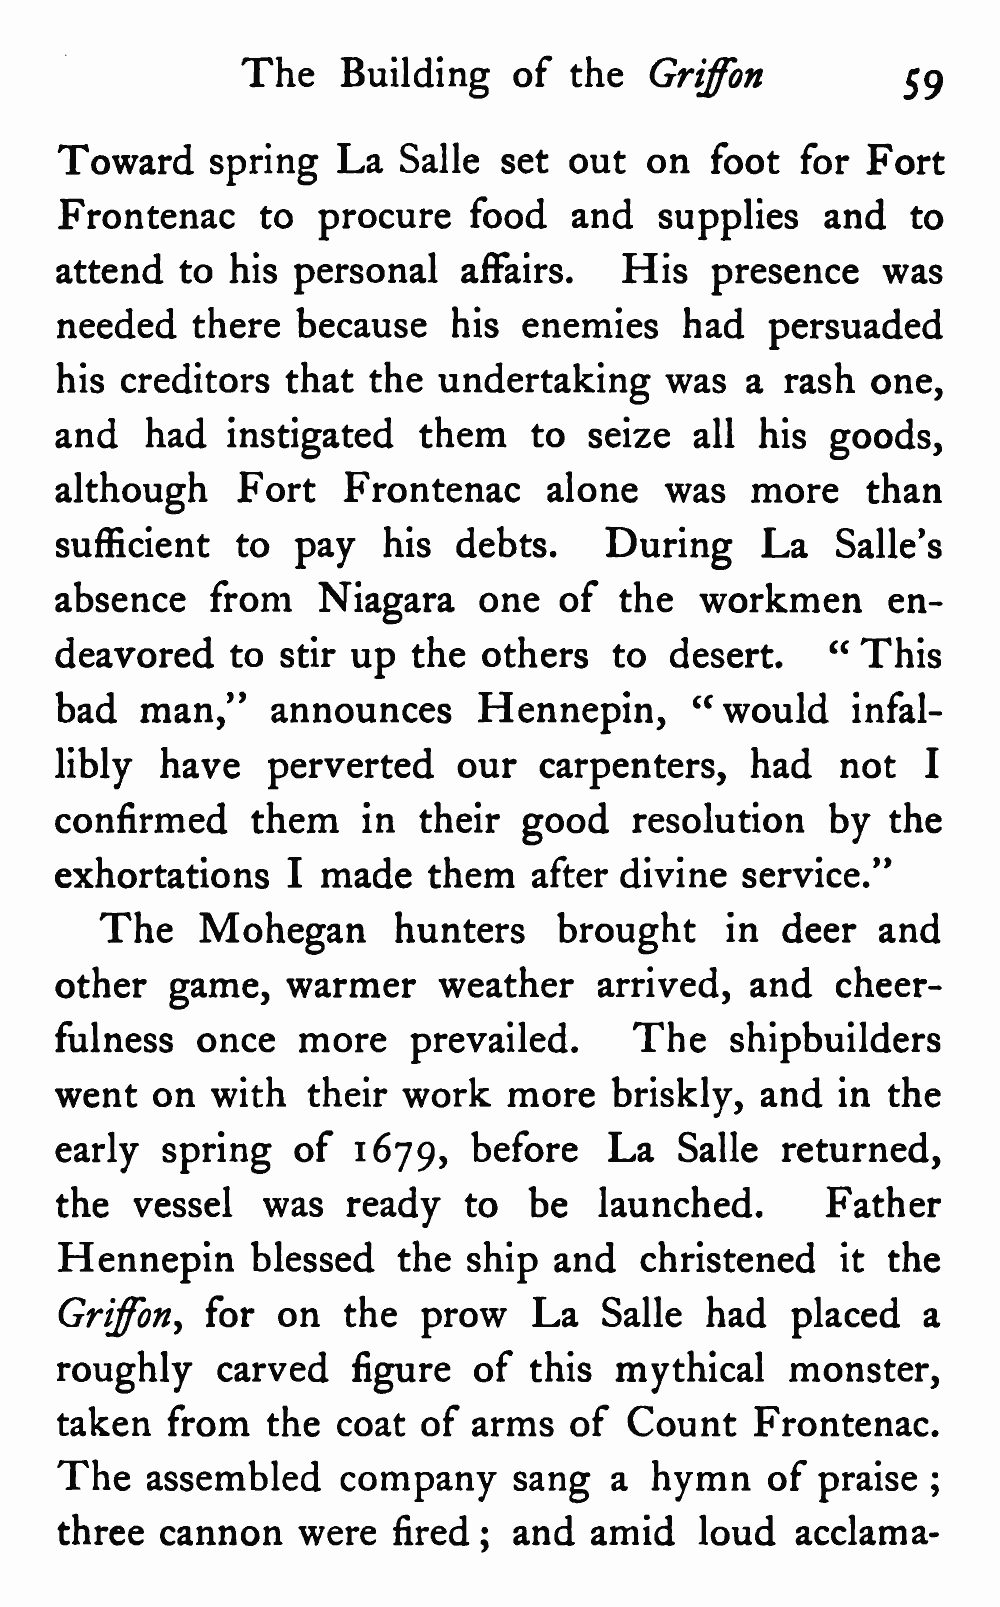 The Building of the Griffon 59
Toward spring La Salle set out on foot for Fort
Frontenac to procure food and supplies and to
attend to his personal affairs. His presence was
needed there because his enemies had persuaded
his creditors that the undertaking was a rash one,
and had instigated them to seize all his goods,
although Fort Frontenac alone was more than
sufficient to pay his debts. During La Salle's
absence from Niagara one of the workmen en-
deavored to stir up the others to desert. “ This
bad man,” announces Hennepin, “ would infal-
libly have perverted our carpenters, had not I
confirmed them in their good resolution by the
exhortations I made them after divine service.”
The Mohegan hunters brought in deer and
other game, warmer weather arrived, and cheer-
fulness once more prevailed. The shipbuilders
went on with their work more briskly, and in the
early spring of 1679, before La Salle returned,
the vessel was ready to be launched. Father
Hennepin blessed the ship and christened it the
Griffon, for on the prow La Salle had placed a
roughly carved figure of this mythical monster,
taken from the coat of arms of Count Frontenac.
The assembled company sang a hymn of praise ;
three cannon were fired ; and amid loud acclama-